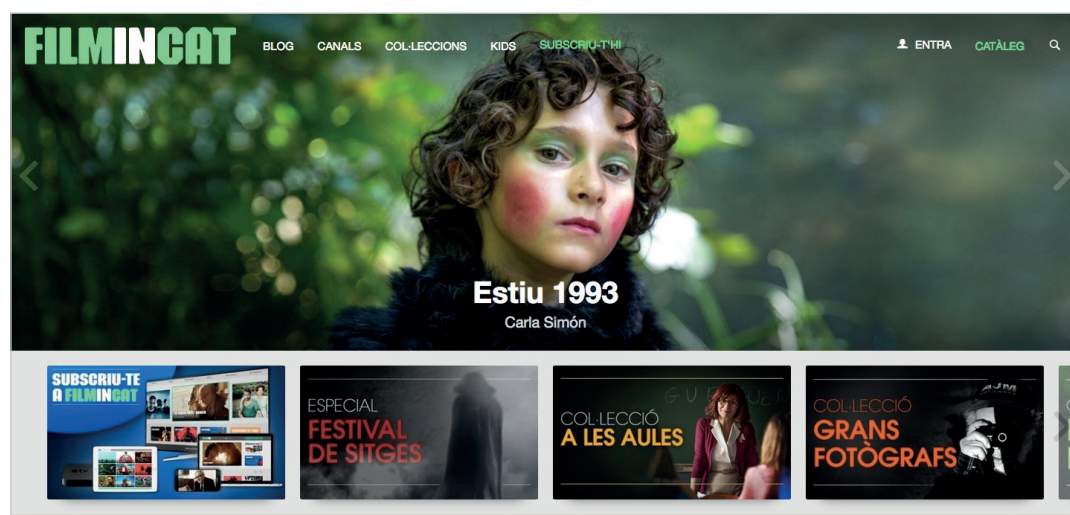 FILMINCAT
BLOG CANALS COL·LECCIONS KIDS SUBSCRIU-T'HI ENTRA CATÀLEG
Estiu 1993
Carla Simón
SUBSCRIU-TE
A FILMINCAT
ESPECIAL
FESTIVAL
DE SITGES
COL·LECCIÓ
A LES AULES
COL·LECCIÓ
GRANS
FOTÒGRAFS